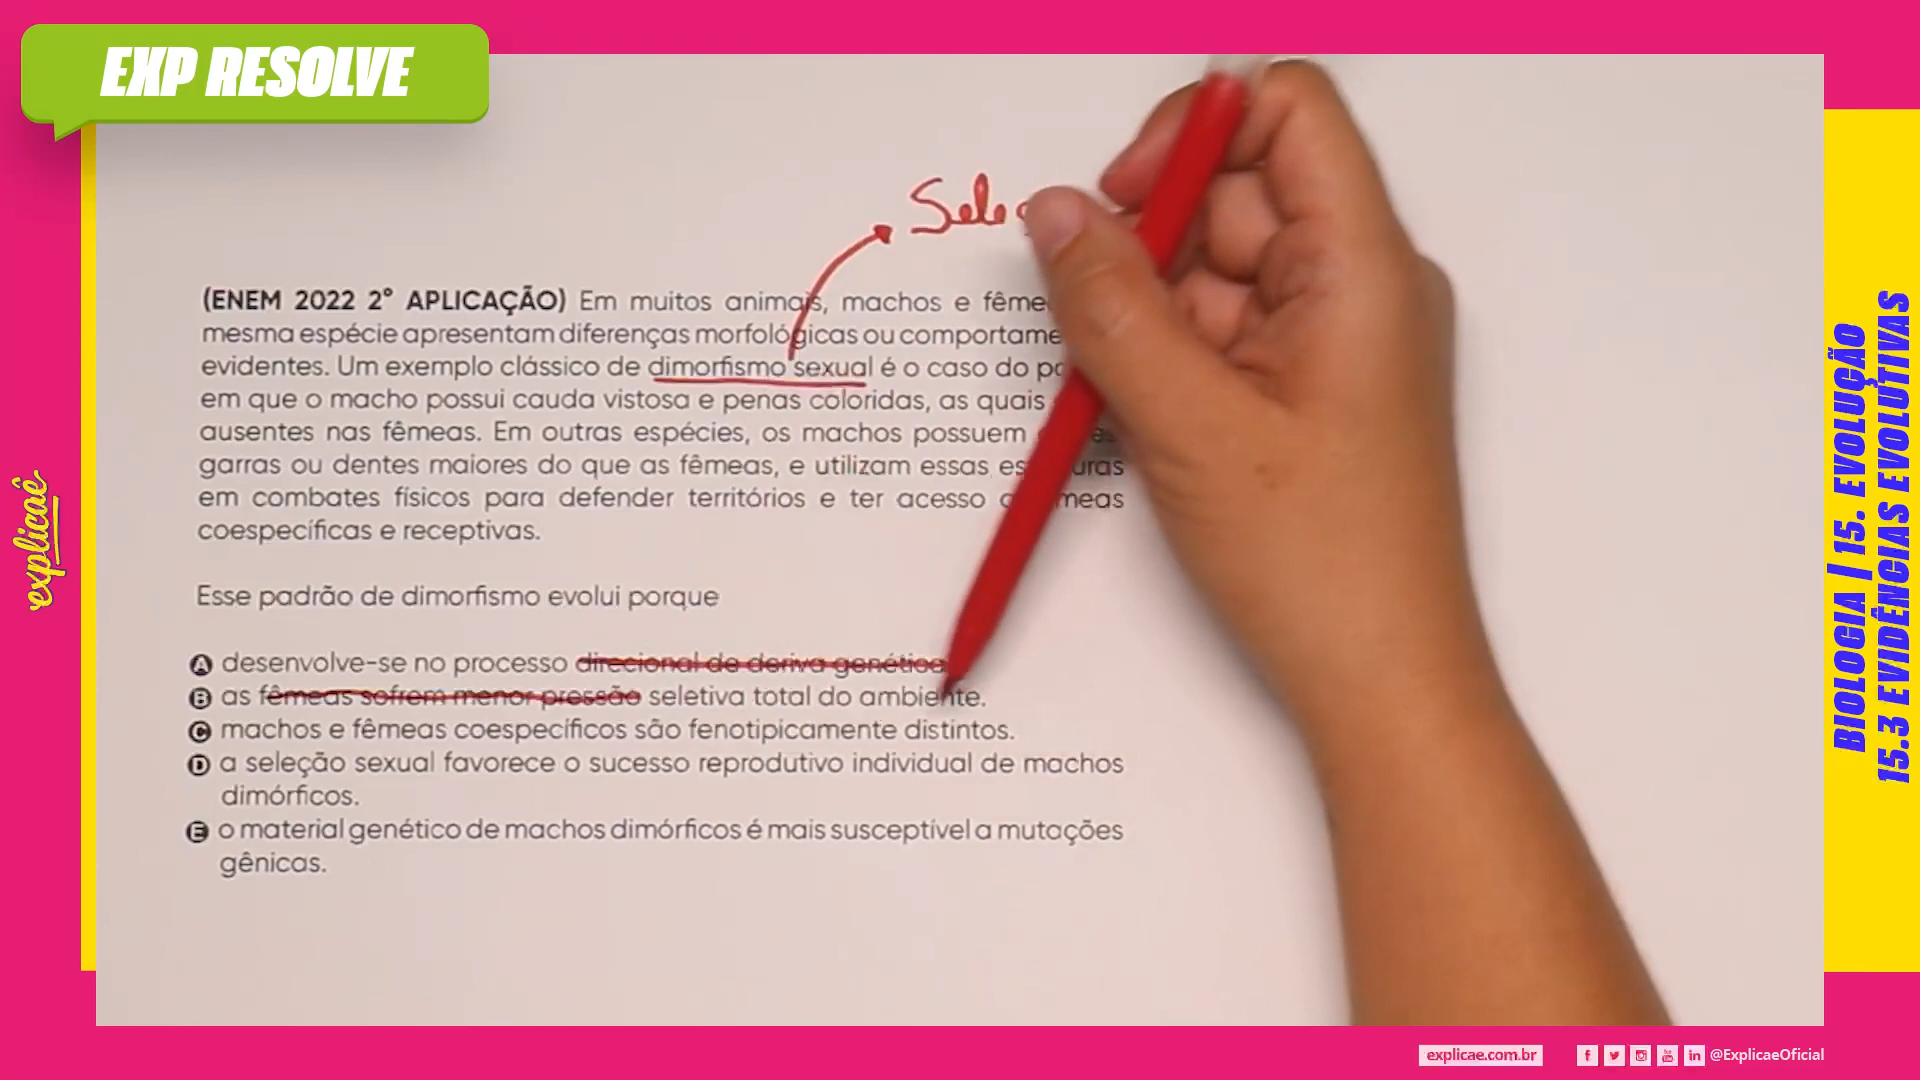 EXP RESOLVE
(ENEM 2022 2° APLICAÇÃO) Em muitos animais, machos e
mesma espécie apresentam diferenças morfológicas ou
evidentes. Um exemplo clássico de dimorfismo sexual é o caso do
em que o macho possui cauda vistosa e penas coloridas, as quais
ausentes nas fêmeas. Em outras espécies, os machos possuem
garras ou dentes maiores do que as fêmeas, e utilizam essas
em combates físicos para defender territórios e ter acesso
coespecíficas e receptivas.
Esse padrão de dimorfismo evolui porque
A desenvolve-se no processo direcional de deriva genética
B as fêmeas sofrem menor pressão seletiva total do ambiente.
C machos e fêmeas coespecíficos são fenotipicamente distintos.
D a seleção sexual favorece o sucesso reprodutivo individual de machos
dimórficos.
E o material genético de machos dimórficos é mais susceptível a mutações
gênicas.
explicaê
BIOLOGIA | 15. EVOLUÇÃO
15.3 EVIDÊNCIAS EVOLUTIVAS
explicae.com.br
@ExplicaeOficial